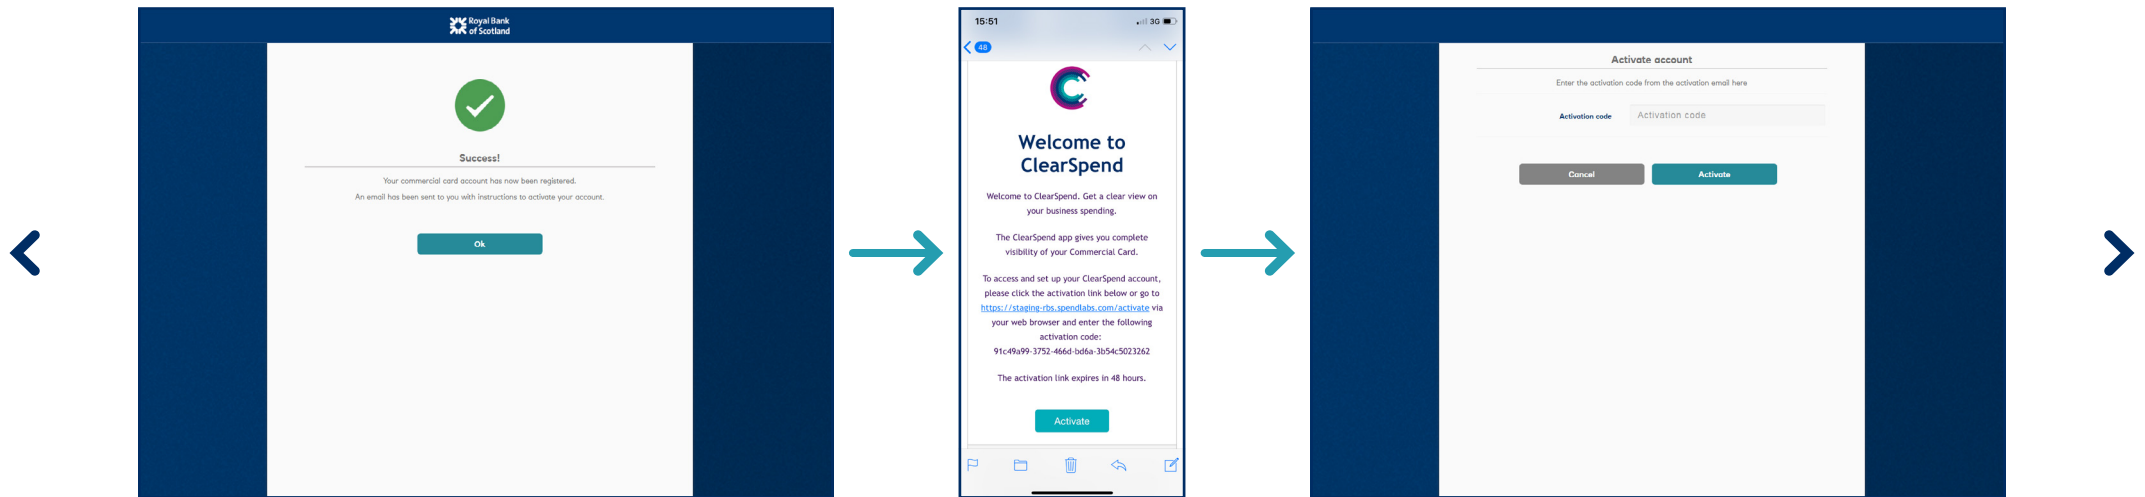 Royal Bank
of Scotland
Success!
Your commercial card account has now been registered.
An email has been sent to you with instructions to activate your account.
Ok
15:51
3G
48
Welcome to
ClearSpend
Welcome to ClearSpend. Get a clear view on
your business spending.
The ClearSpend app gives you complete
visibility of your Commercial Card.
To access and set up your ClearSpend account,
please click the activation link below or go to
https://staging-rbs.spendlabs.com/activate via
your web browser and enter the following
activation code:
91c49a99-3752-466d-bd6a-3b54c5023262
The activation link expires in 48 hours.
Activate
Activate account
Enter the activation code from the activation email here
Activation code
Activation code
Cancel
Activate